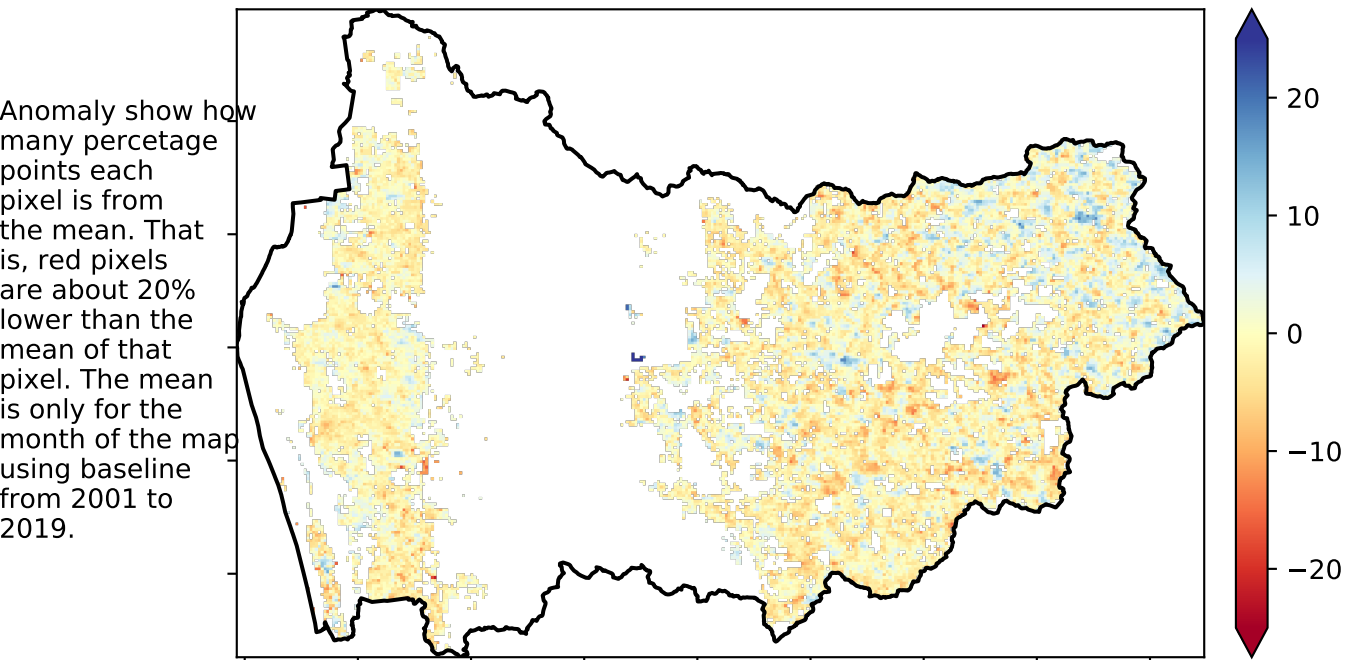 Anomaly show how
many percetage
points each
pixel is from
the mean. That
is, red pixels
are about 20%
lower than the
mean of that
pixel. The mean
is only for the
month of the map
using baseline
from 2001 to
2019.
20
10
0
−10
−20